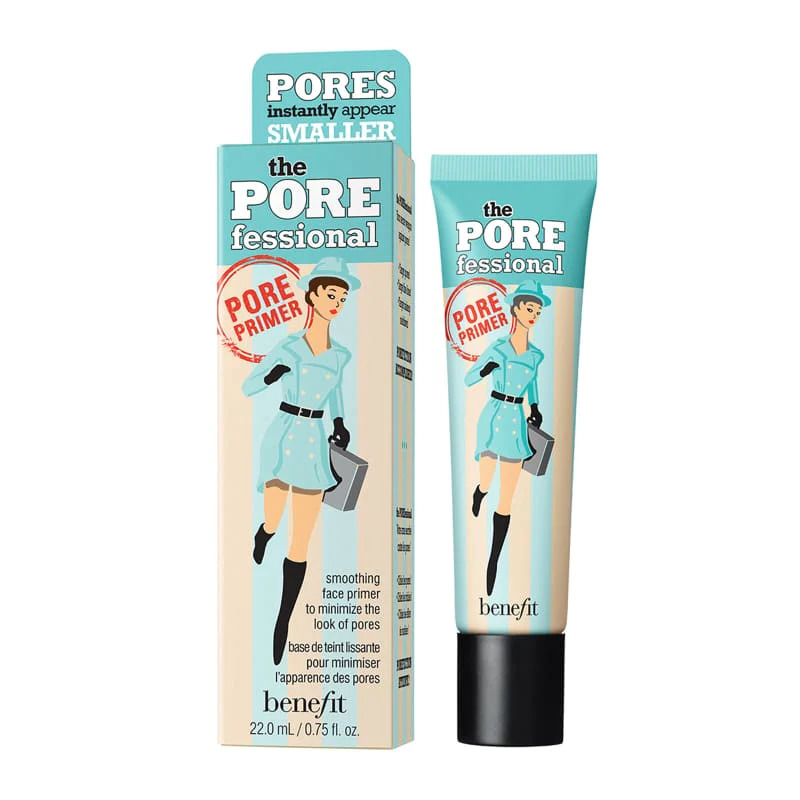 PORES
instantly appear
SMALLER
the
PORE
fessional
PORE
PRIMER
smoothing
face primer
to minimize the
look of pores
base de teint lissante
pour minimiser
l'apparence des pores
benefit
22.0 mL / 0.75 fl. oz.
the
PORE
fessional
PORE
PRIMER
benefit